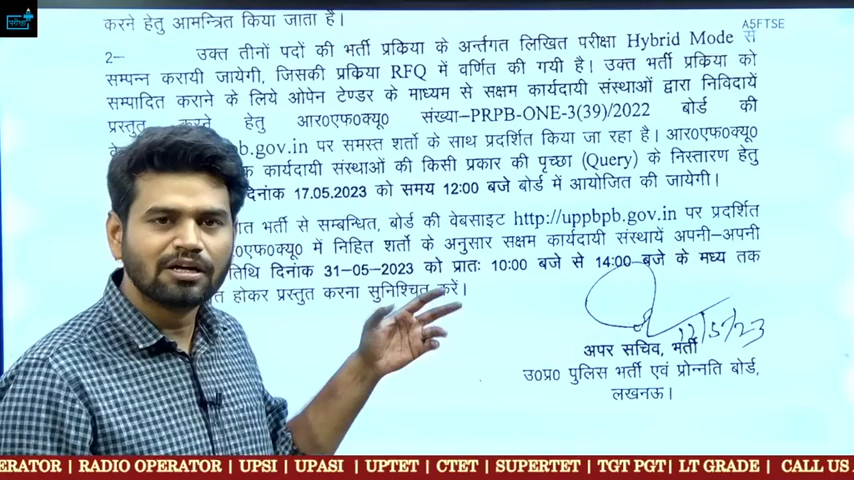 परीक्षा
A5FTSE
करने हेतु आमन्त्रित किया जाता है।
2— उक्त तीनों पदों की भर्ती प्रकिया के अर्न्तगत लिखित परीक्षा Hybrid Mode से
सम्पन्न करायी जायेगी, जिसकी प्रकिया RFQ में वर्णित की गयी है। उक्त भर्ती प्रकिया को
सम्पादित कराने के लिये ओपेन टेण्डर के माध्यम से सक्षम कार्यदायी संस्थाओं द्वारा निविदायें
प्रस्तुत करने हेतु आर0एफ0क्यू0 संख्या–PRPB-ONE-3(39)/2022 बोर्ड की
pb.gov.in पर समस्त शर्तो के साथ प्रदर्शित किया जा रहा है। आर0एफ0क्यू0
कार्यदायी संस्थाओं की किसी प्रकार की पृच्छा (Query) के निस्तारण हेतु
दिनांक 17.05.2023 को समय 12:00 बजे बोर्ड में आयोजित की जायेगी।
भर्ती से सम्बन्धित, बोर्ड की वेबसाइट http://uppbpb.gov.in पर प्रदर्शित
0एफ0क्यू0 में निहित शर्तो के अनुसार सक्षम कार्यदायी संस्थायें अपनी–अपनी
तिथि दिनांक 31-05-2023 को प्रातः 10:00 बजे से 14:00 बजे के मध्य तक
होकर प्रस्तुत करना सुनिश्चित करें।
12/5/23
अपर सचिव, भर्ती
उ0प्र0 पुलिस भर्ती एवं प्रोन्नति बोर्ड,
लखनऊ।
ERATOR | RADIO OPERATOR | UPSI | UPASI | UPTET | CTET | SUPERTET | TGT PGT| LT GRADE | CALL US A